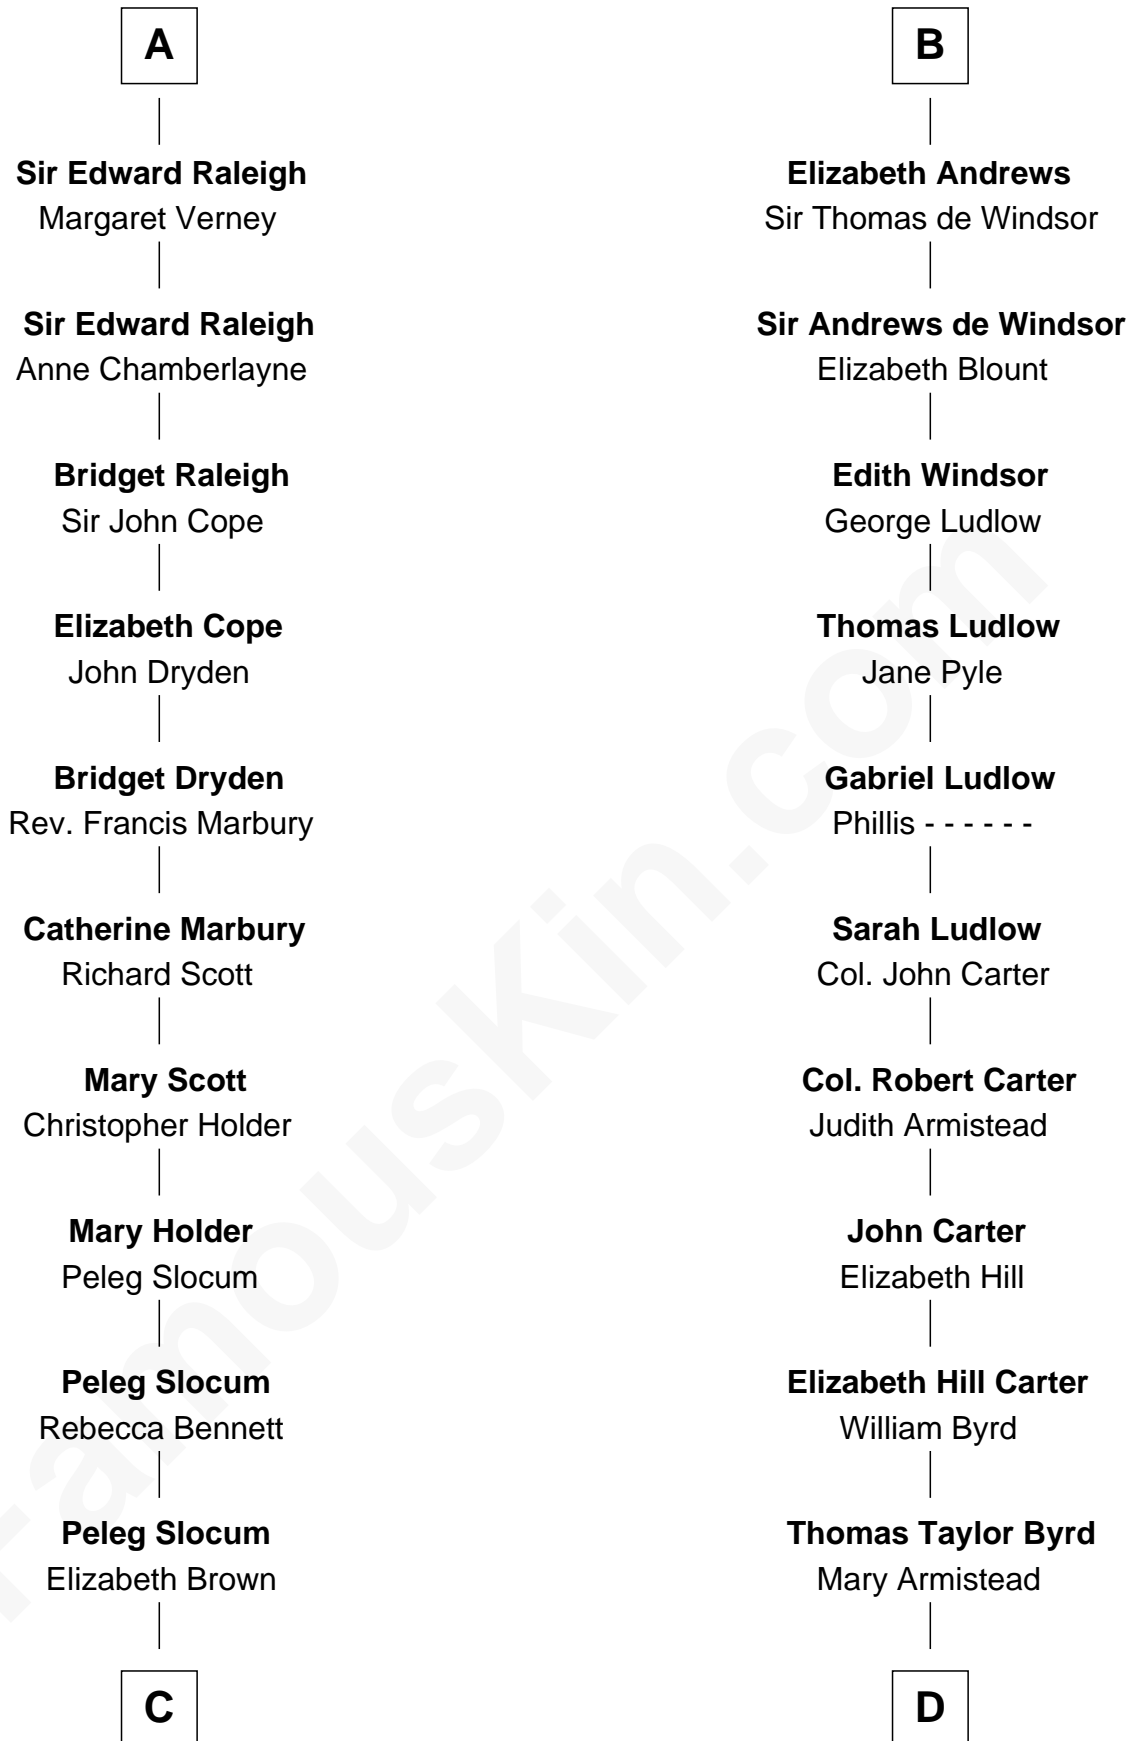 A
Sir Edward Raleigh
Margaret Verney
Sir Edward Raleigh
Anne Chamberlayne
Bridget Raleigh
Sir John Cope
Elizabeth Cope
John Dryden
Bridget Dryden
Rev. Francis Marbury
Catherine Marbury
Richard Scott
Mary Scott
Christopher Holder
Mary Holder
Peleg Slocum
Peleg Slocum
Rebecca Bennett
Peleg Slocum
Elizabeth Brown
C
B
Elizabeth Andrews
Sir Thomas de Windsor
Sir Andrews de Windsor
Elizabeth Blount
Edith Windsor
George Ludlow
Thomas Ludlow
Jane Pyle
Gabriel Ludlow
Phillis - - - - - -
Sarah Ludlow
Col. John Carter
Col. Robert Carter
Judith Armistead
John Carter
Elizabeth Hill
Elizabeth Hill Carter
William Byrd
Thomas Taylor Byrd
Mary Armistead
D
FamousKin.com